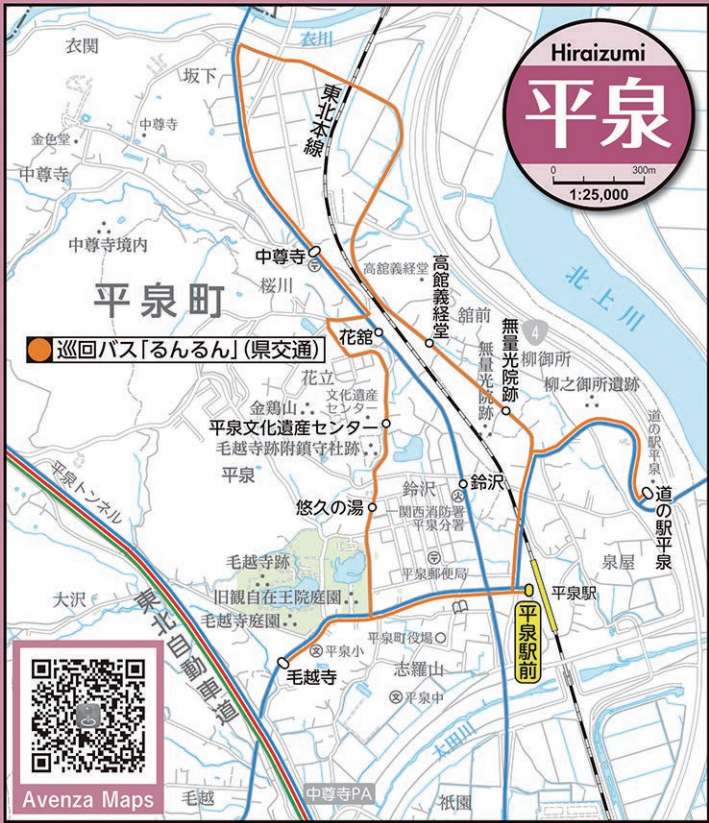 Hiraizumi
平泉
0 300m
1:25,000
衣関
坂下
衣川
東北本線
金色堂
中尊寺
中尊寺
中尊寺境内
中尊寺
桜川
高舘義経堂
高舘義経堂
北上川
平泉町
巡回バス「るんるん」(県交通)
花舘
舘前
4
無量光院跡
無量光院跡
柳御所
柳之御所遺跡
花立
文化遺産
センター
金鶏山
平泉文化遺産センター
毛越寺跡附鎮守社跡
平泉
道の駅平泉
道の駅平泉
平泉トンネル
悠久の湯
鈴沢
鈴沢
一関西消防署
平泉分署
泉屋
毛越寺跡
平泉郵便局
大沢
旧観自在王院庭園
毛越寺庭園
平泉駅
平泉駅前
東北自動車道
平泉小
平泉町役場
毛越寺
志羅山
平泉中
太田川
Avenza Maps
毛越
中尊寺PA
祇園